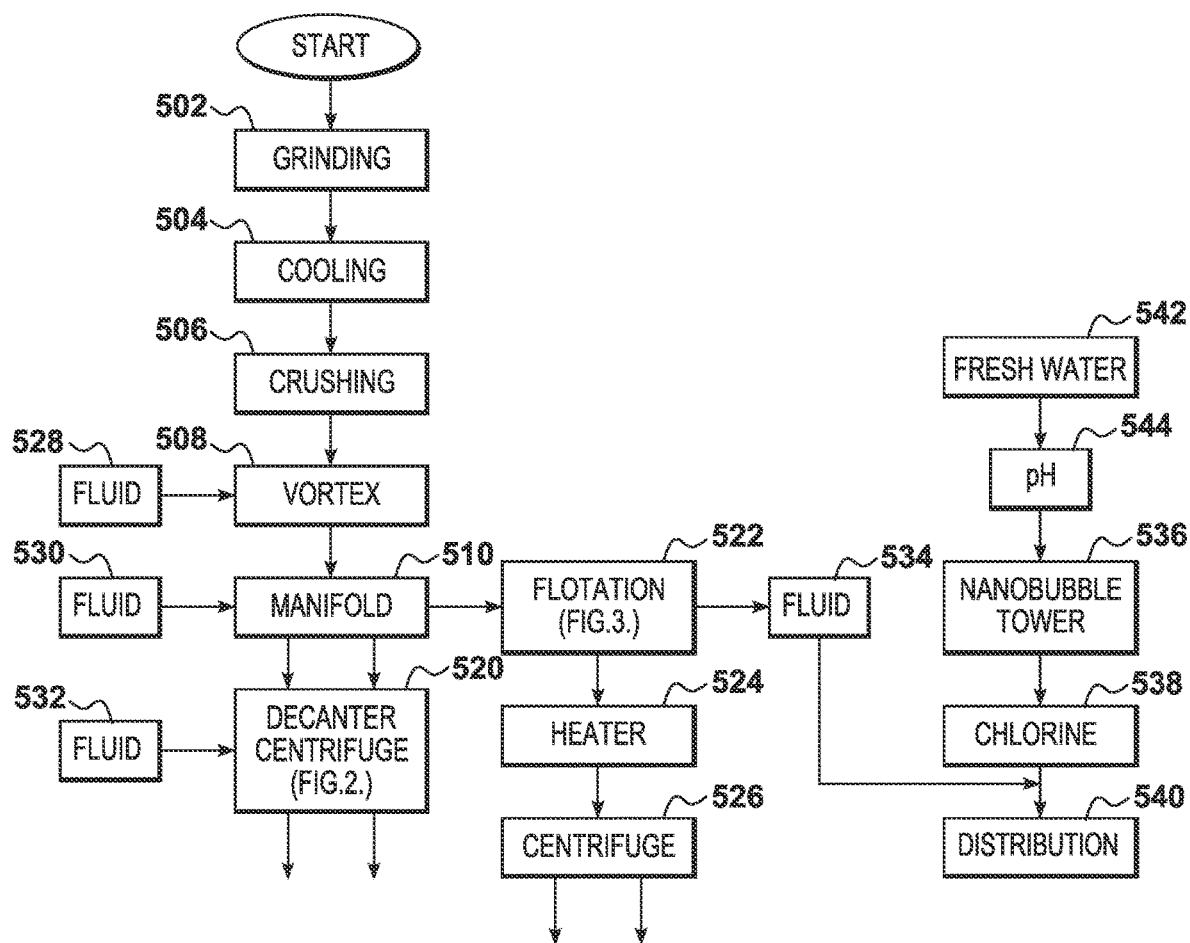 START
502
GRINDING
504
COOLING
506
CRUSHING
542
FRESH WATER
528
FLUID
508
VORTEX
544
pH
530
FLUID
510
MANIFOLD
522
FLOTATION
(FIG.3.)
534
FLUID
536
NANOBUBBLE
TOWER
532
FLUID
520
DECANTER
CENTRIFUGE
(FIG.2.)
524
HEATER
538
CHLORINE
526
CENTRIFUGE
540
DISTRIBUTION